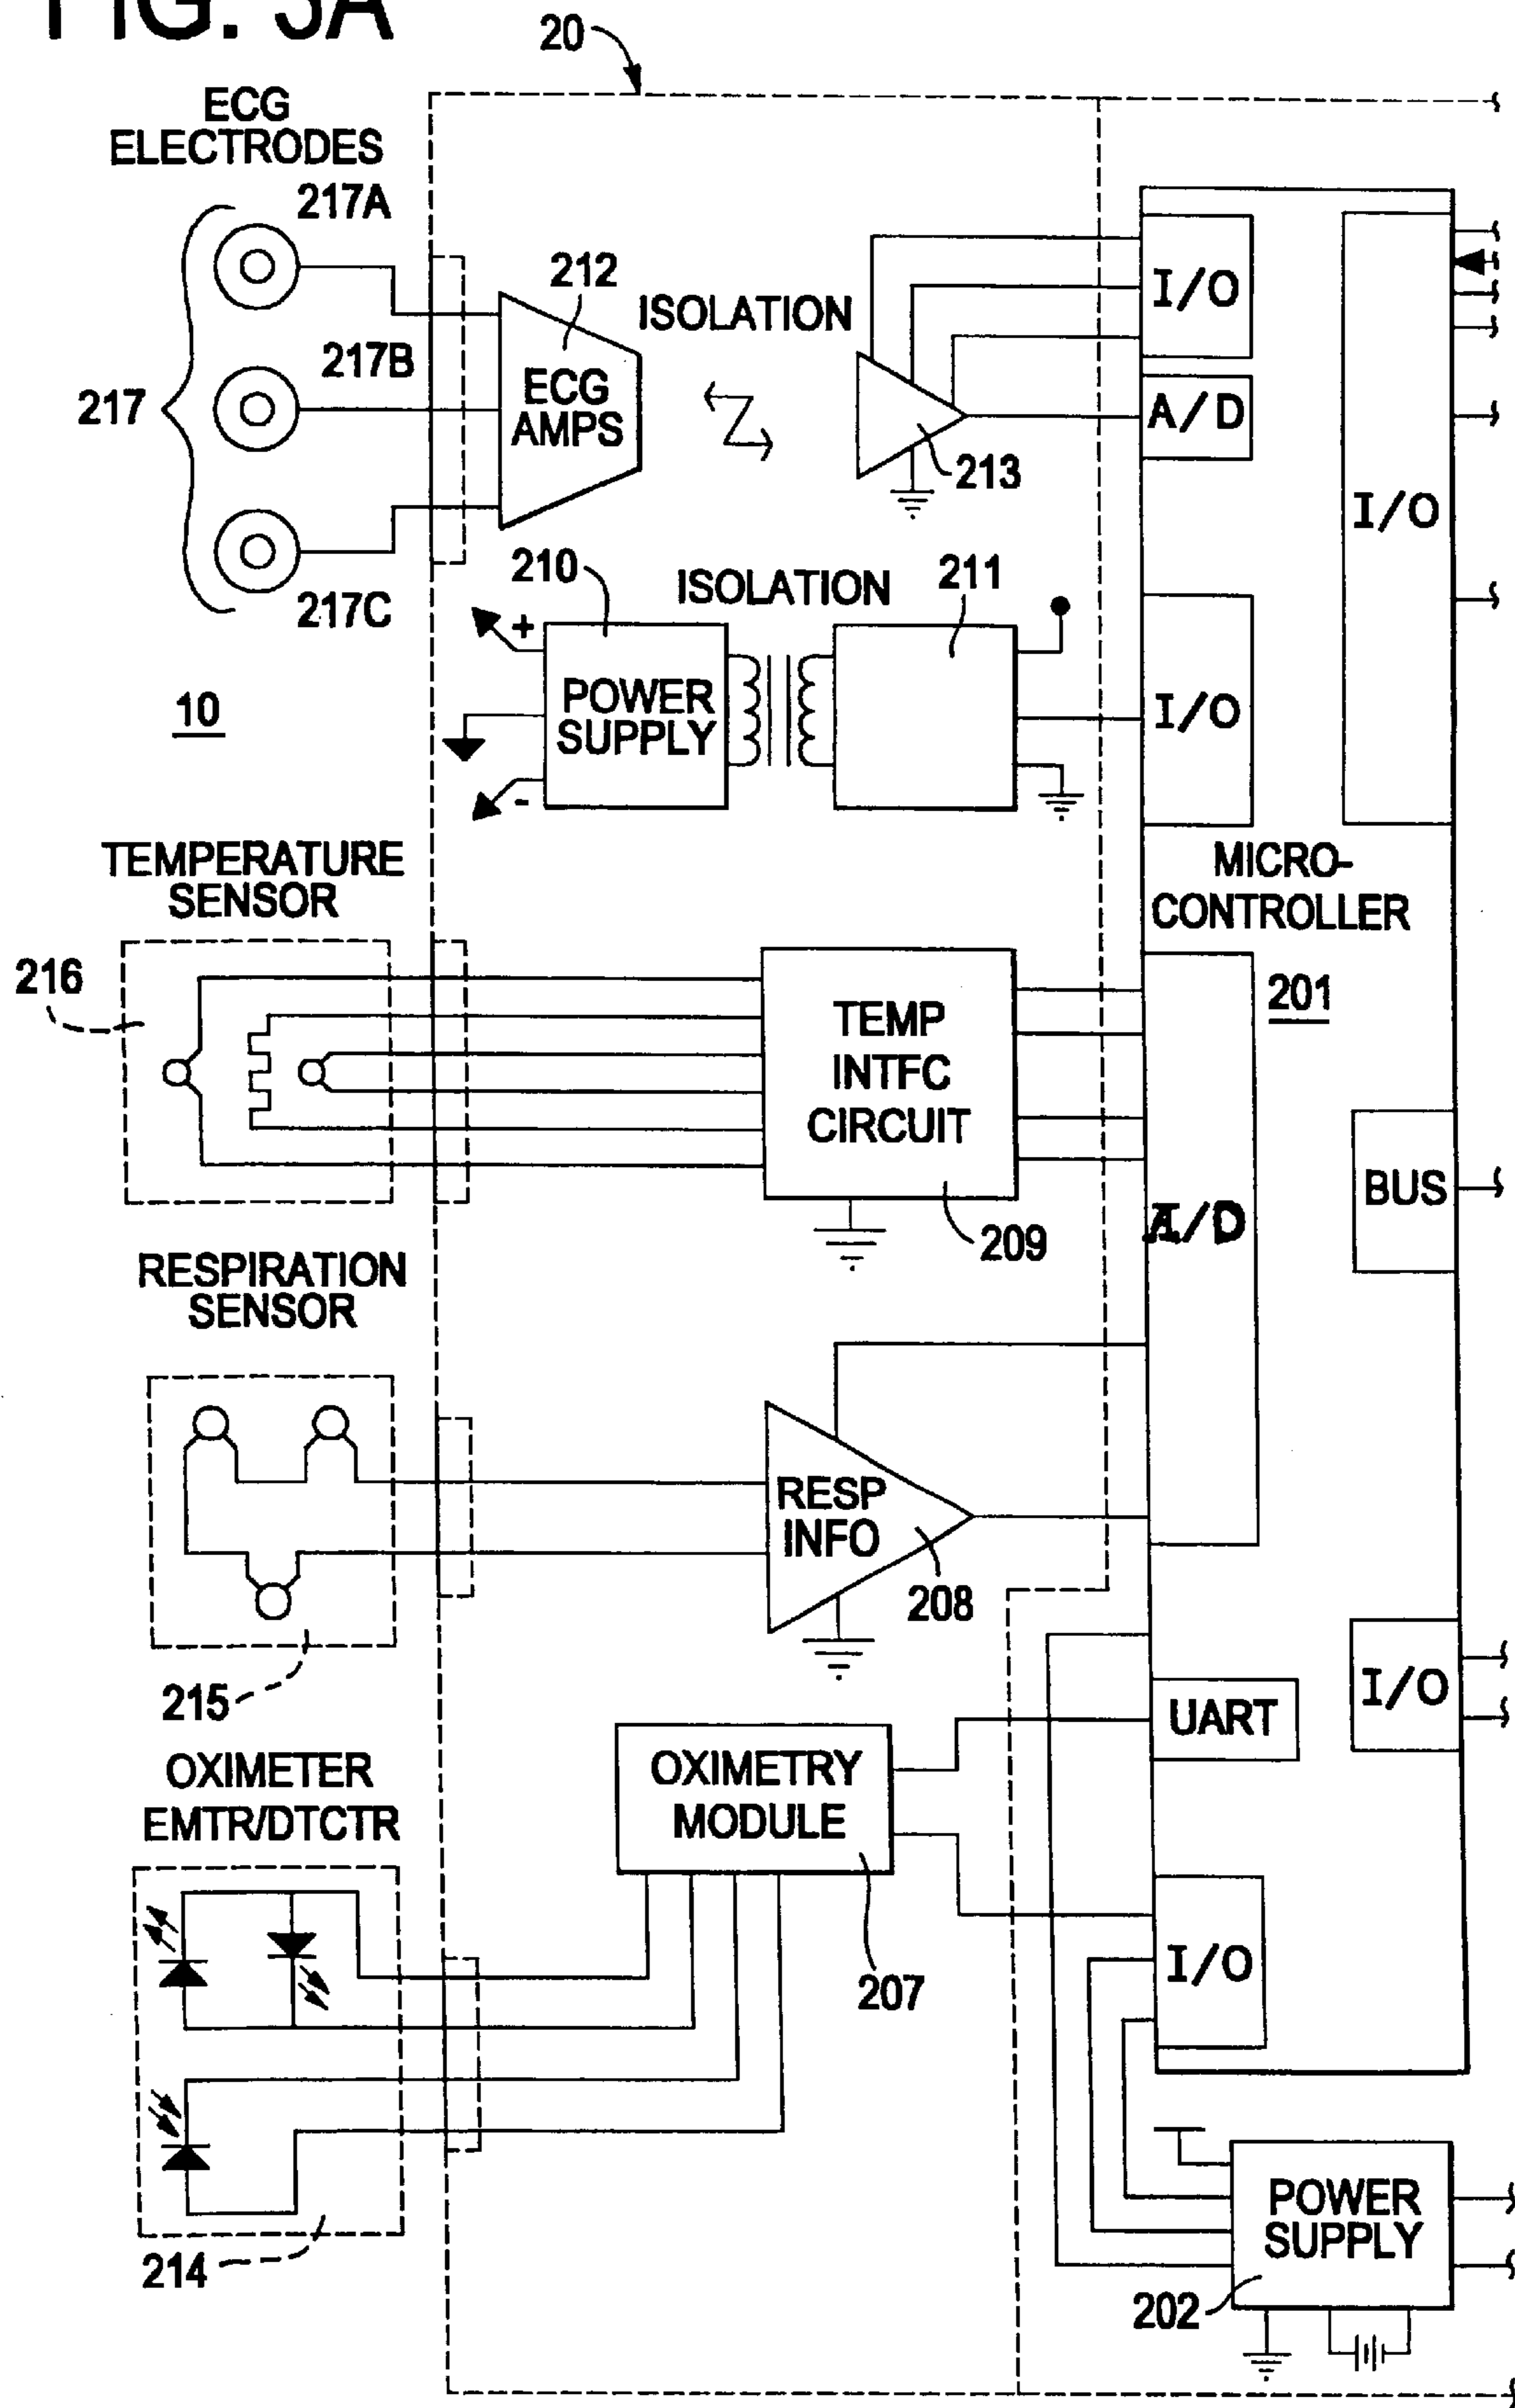 FIG. 3A
20
ECG
ELECTRODES
217A
217B
217
217C
212
ECG
AMPS
ISOLATION
213
I/O
A/D
I/O
210
ISOLATION
211
+
POWER
SUPPLY
-
I/O
10
MICRO-
CONTROLLER
201
TEMPERATURE
SENSOR
216
TEMP
INTFC
CIRCUIT
209
A/D
BUS
RESPIRATION
SENSOR
RESP
INFO
208
215
UART
I/O
OXIMETER
EMTR/DTCTR
OXIMETRY
MODULE
207
I/O
214
POWER
SUPPLY
202